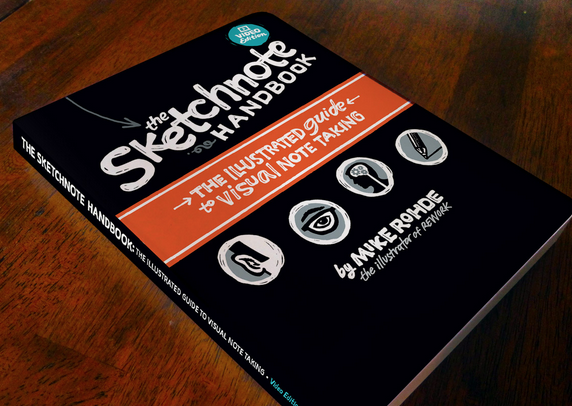 VIDEO
Edition
the
Sketchnote
HANDBOOK
THE ILLUSTRATED guide
to VISUAL NOTE TAKING
by MIKE ROHDE
the illustrator of REWORK
THE SKETCHNOTE HANDBOOK: THE ILLUSTRATED GUIDE TO VISUAL NOTE TAKING • Video Editi